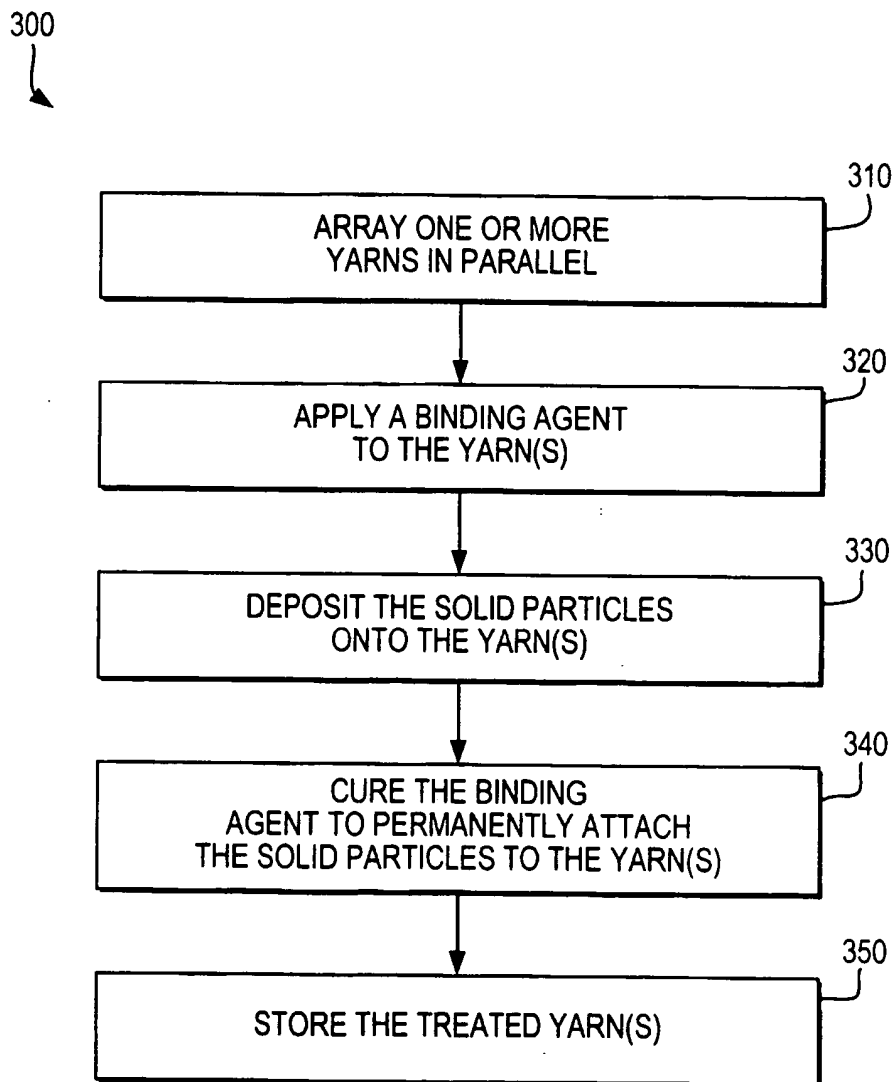 300
310
ARRAY ONE OR MORE
YARNS IN PARALLEL
320
APPLY A BINDING AGENT
TO THE YARN(S)
330
DEPOSIT THE SOLID PARTICLES
ONTO THE YARN(S)
340
CURE THE BINDING
AGENT TO PERMANENTLY ATTACH
THE SOLID PARTICLES TO THE YARN(S)
350
STORE THE TREATED YARN(S)